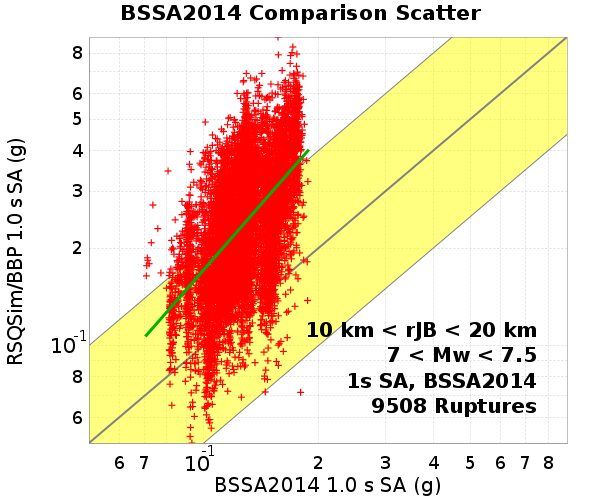 BSSA2014 Comparison Scatter
RSQSim/BBP 1.0 s SA (g)
8
6
5
4
3
2
10-1
8
6
10 km < rJB < 20 km
7 < Mw < 7.5
1s SA, BSSA2014
9508 Ruptures
6 7 10-1 2 3 4 5 6 7 8
BSSA2014 1.0 s SA (g)